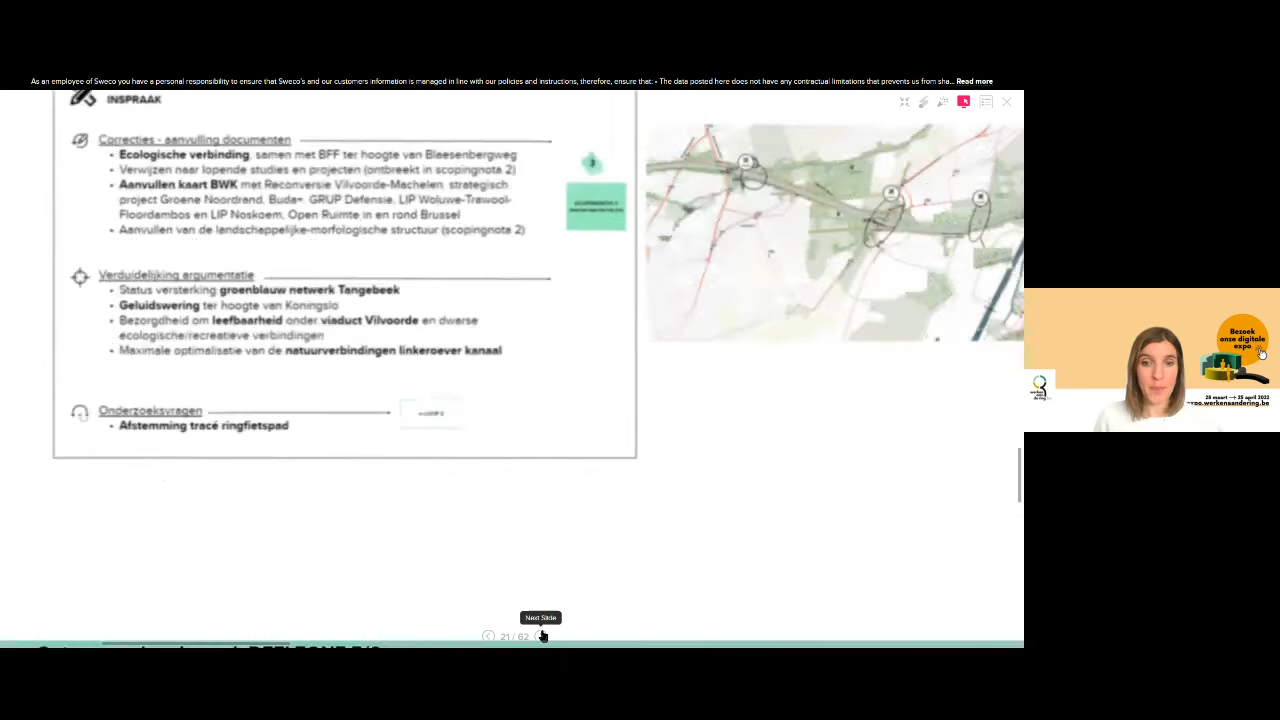 As an employee of Sweco you have a personal responsibility to ensure that Sweco's and our customers information is managed in line with our policies and instructions, therefore, ensure that: • The data posted here does not have any contractual limitations that prevents us from sha... Read more
INSPRAAK
Correcties - aanvulling documenten
• Ecologische verbinding, samen met BFF ter hoogte van Blaesenbergweg
• Verwijzen naar lopende studies en projecten (ontbreekt in scopingnota 2)
• Aanvullen kaart BWK met Reconversie Vilvoorde-Machelen, strategisch
project Groene Noordrand, Buda+, GRUP Defensie, LIP Woluwe-Trawool-
Floordambos en LIP Noskoem, Open Ruimte in en rond Brussel
• Aanvullen van de landschappelijke-morfologische structuur (scopingnota 2)
3
Verduidelijking argumentatie
• Status versterking groenblauw netwerk Tangebeek
• Geluidswering ter hoogte van Koningslo
• Bezorgdheid om leefbaarheid onder viaduct Vilvoorde en dwarse
ecologische/recreatieve verbindingen
• Maximale optimalisatie van de natuurverbindingen linkeroever kanaal
Onderzoeksvragen
• Afstemming tracé ringfietspad
Next Slide
21 / 62
Bezoek
onze digitale
expo
28 maart → 25 april 2022
expo.werkenaandering.be